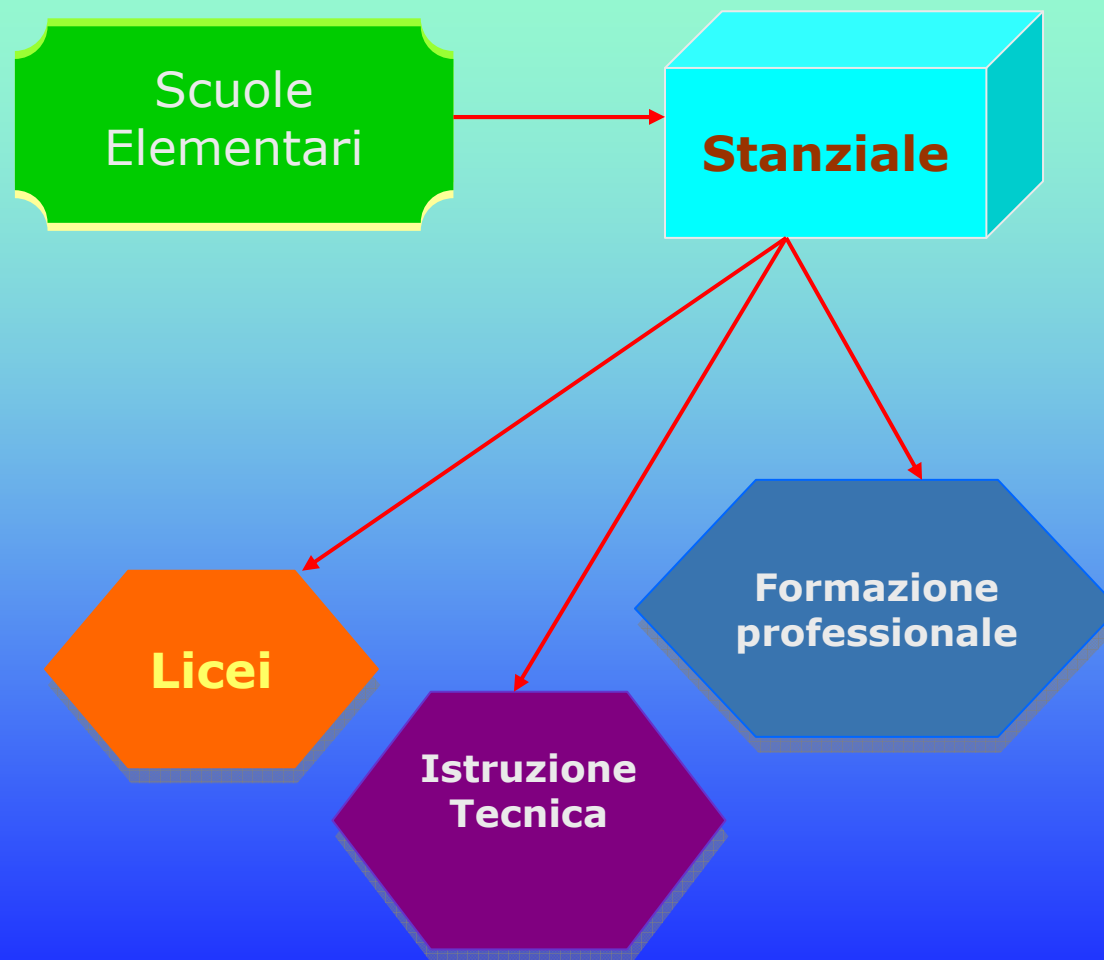 Scuole
Elementari
Stanziale
Licei
Istruzione
Tecnica
Formazione
professionale